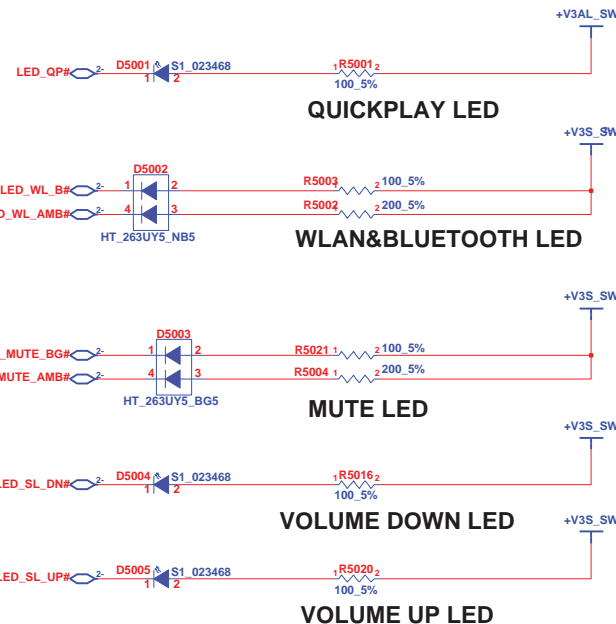 +V3AL_SW
D5001 S1_023468 R5001
LED_QP# 2- 1 2 1 2
100_5%
QUICKPLAY LED
+V3S_SW
D5002
LED_WL_B# 2- 1 2 R5003 1 2 100_5%
D_WL_AMB# 2- 4 3 R5002 1 2 200_5%
HT_263UY5_NB5
WLAN&BLUETOOTH LED
+V3S_SW
D5003
_MUTE_BG# 2- 1 2 R5021 1 2 100_5%
MUTE_AMB# 2- 4 3 R5004 1 2 200_5%
HT_263UY5_BG5
MUTE LED
+V3S_SW
D5004 S1_023468 R5016
LED_SL_DN# 2- 1 2 1 2
100_5%
VOLUME DOWN LED
+V3S_SW
D5005 S1_023468 R5020
LED_SL_UP# 2- 1 2 1 2
100_5%
VOLUME UP LED